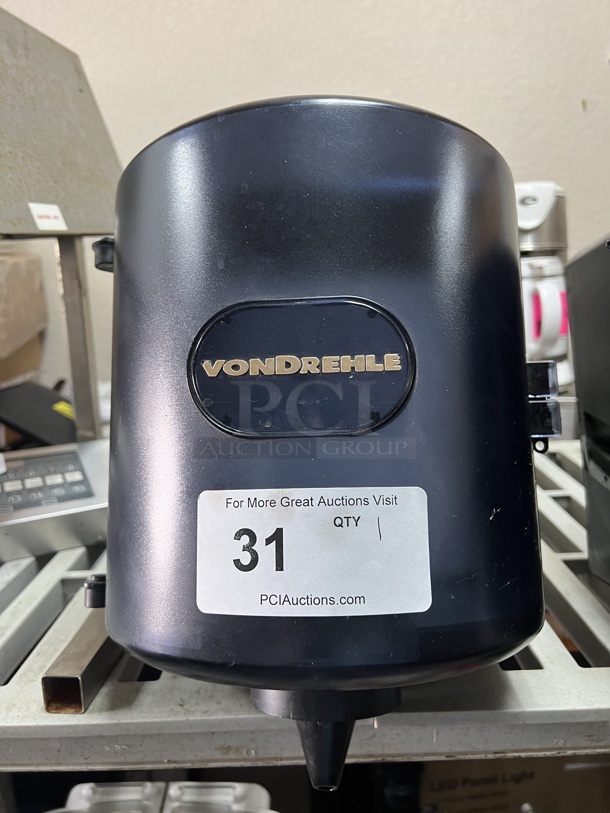 VONDREHLE
PCI
AUCTION GROUP
For More Great Auctions Visit
QTY 1
31
PCIAuctions.com
LED Panel Light